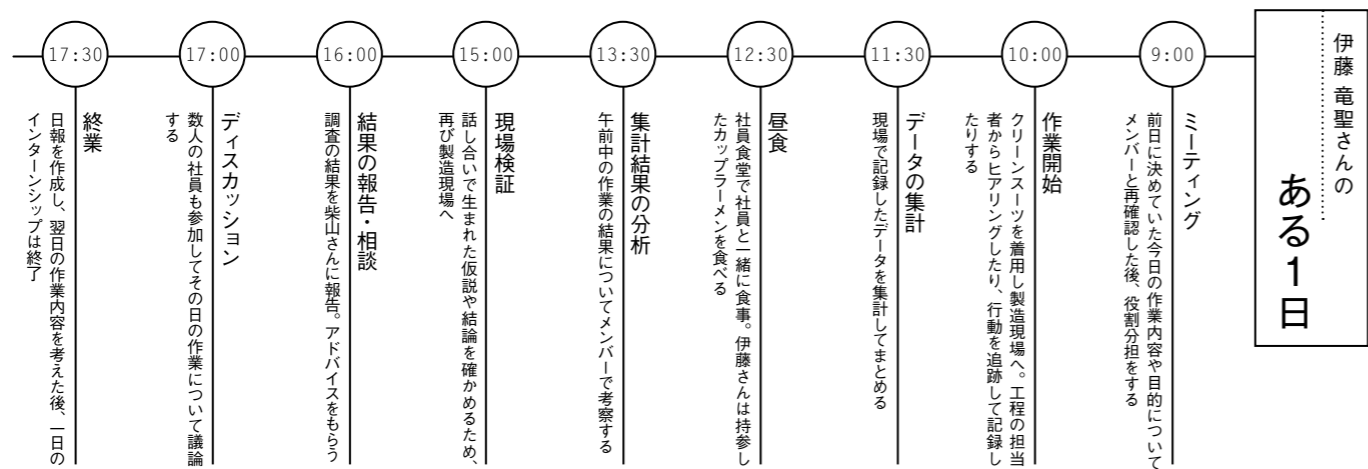 伊藤 竜聖さんの
ある1日
9:00
ミーティング
前日に決めていた今日の作業内容や目的について
メンバーと再確認した後、役割分担をする
10:00
作業開始
クリーンスーツを着用し製造現場へ。工程の担当
者からヒアリングしたり、行動を追跡して記録し
たりする
11:30
データの集計
現場で記録したデータを集計してまとめる
12:30
昼食
社員食堂で社員と一緒に食事。伊藤さんは持参し
たカップラーメンを食べる
13:30
集計結果の分析
午前中の作業の結果についてメンバーで考察する
15:00
現場検証
話し合いで生まれた仮説や結論を確かめるため、
再び製造現場へ
16:00
結果の報告・相談
調査の結果を柴山さんに報告。アドバイスをもらう
17:00
ディスカッション
数人の社員も参加してその日の作業について議論
する
17:30
終業
日報を作成し、翌日の作業内容を考えた後、一日の
インターンシップは終了